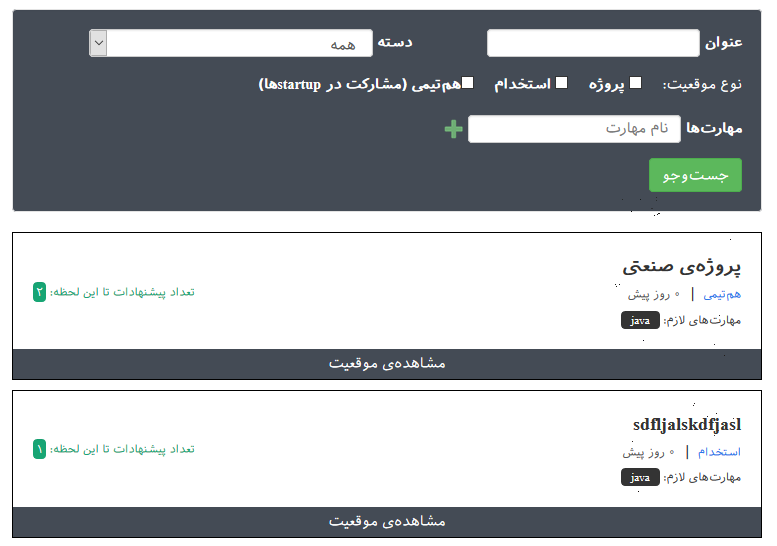 عنوان دسته همه
نوع موقعیت: پروژه استخدام هم‌تیمی (مشارکت در startupها)
مهارت‌ها نام مهارت
جست‌وجو
پروژه‌ی صنعتی
هم‌تیمی | ۰ روز پیش تعداد پیشنهادات تا این لحظه: ۲
مهارت‌های لازم: java
مشاهده‌ی موقعیت
sdfljalskdfjasl
استخدام | ۰ روز پیش تعداد پیشنهادات تا این لحظه: ۱
مهارت‌های لازم: java
مشاهده‌ی موقعیت